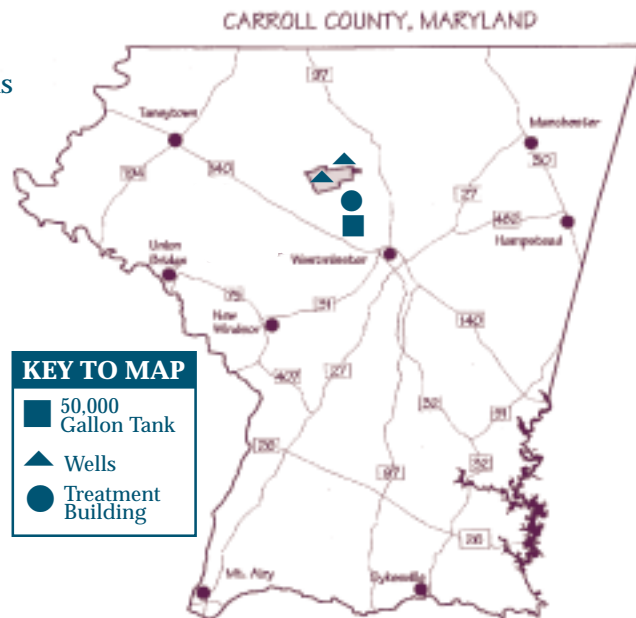 CARROLL COUNTY, MARYLAND
97
Taneytown
Manchester
194
140
30
27
482
Hampstead
Union
Bridge
Westminster
75
31
New
Windsor
140
KEY TO MAP
50,000
Gallon Tank
Wells
Treatment
Building
407
27
32
31
26
97
32
26
Mt. Airy
Sykesville